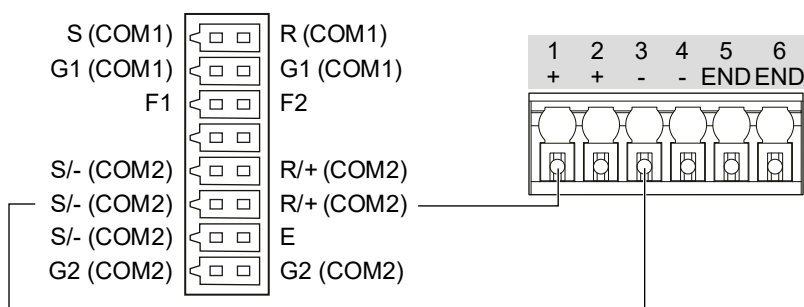 S (COM1) R (COM1)
G1 (COM1) G1 (COM1)
F1 F2
S/- (COM2) R/+ (COM2)
S/- (COM2) R/+ (COM2)
S/- (COM2) E
G2 (COM2) G2 (COM2)
1 2 3 4 5 6
+ + - - END END